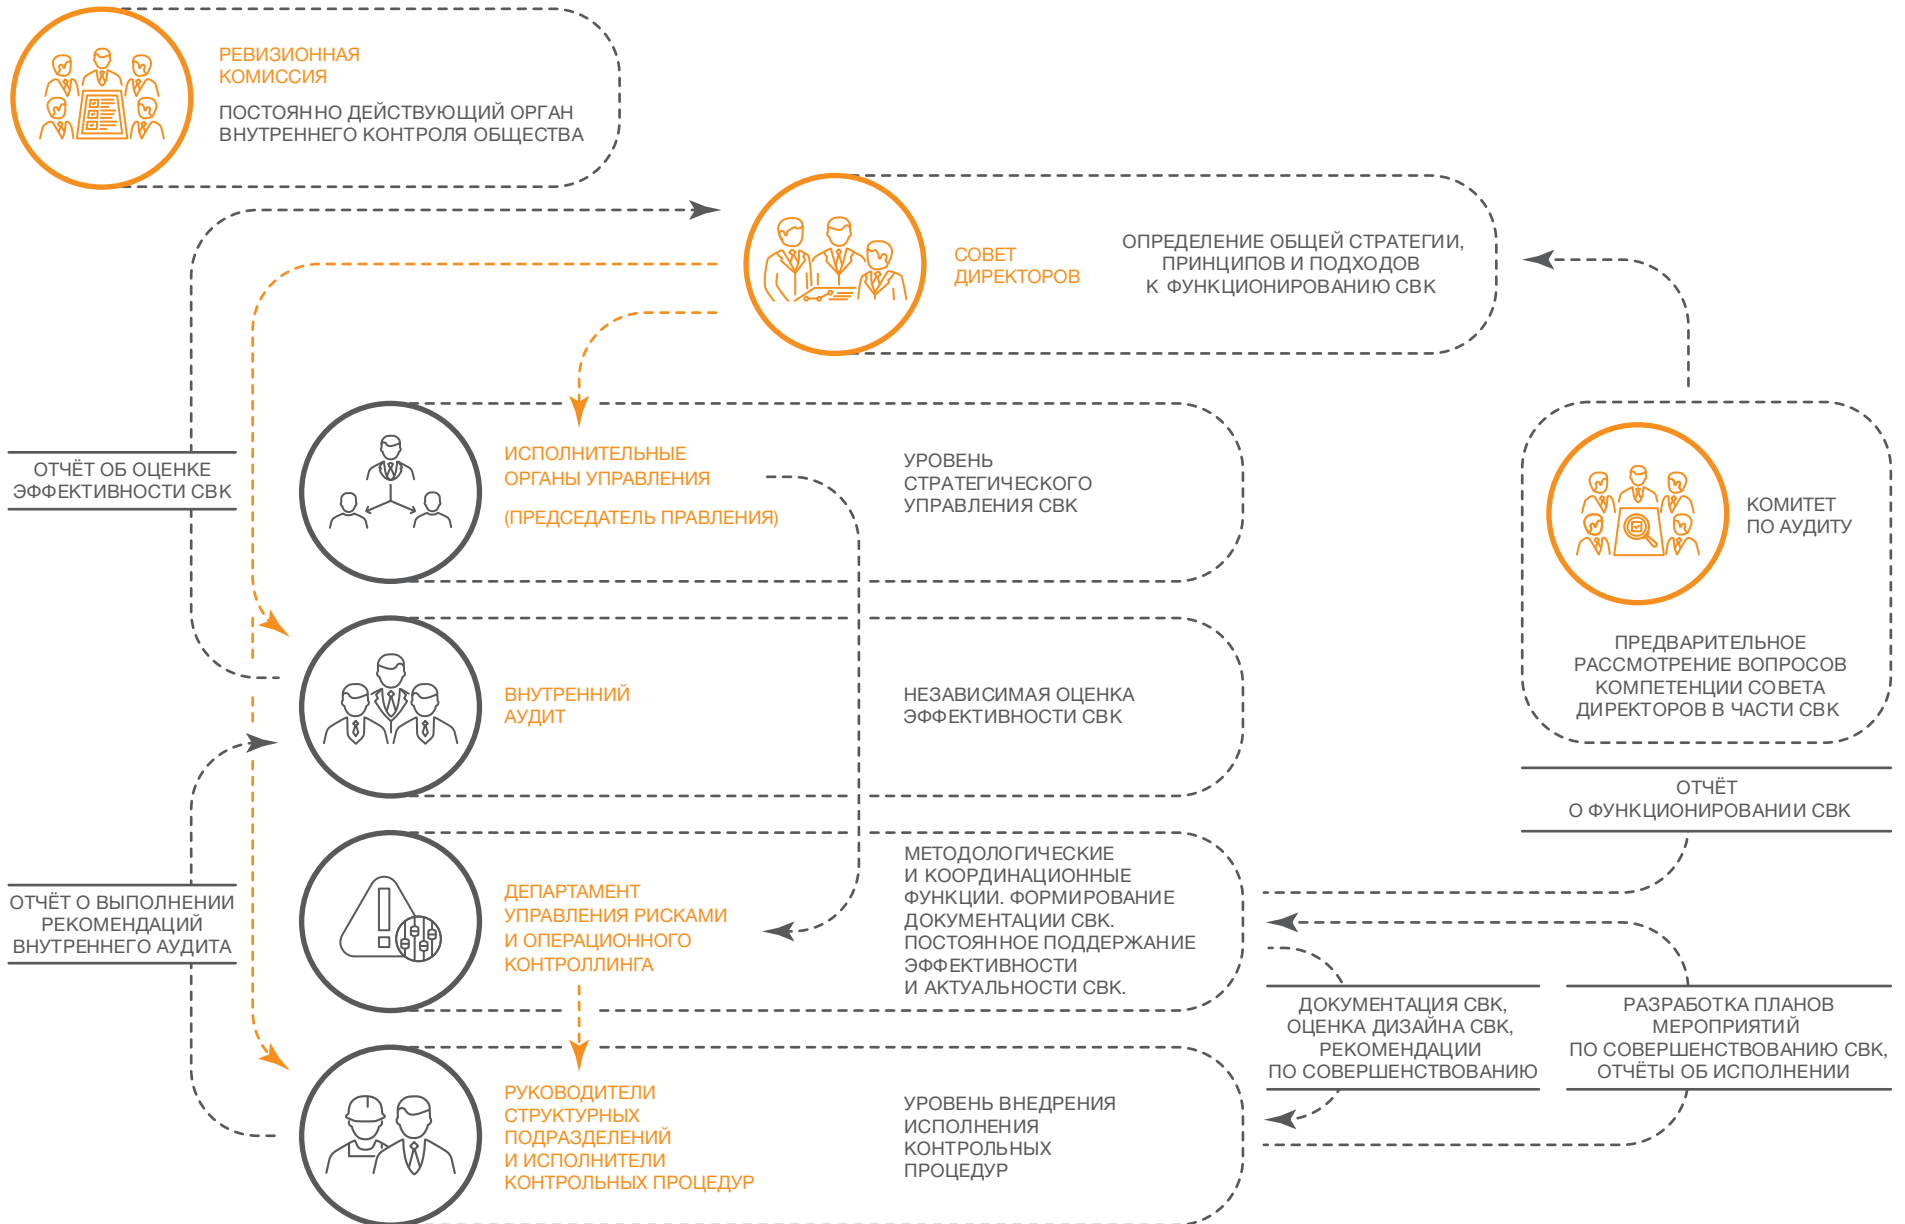 РЕВИЗИОННАЯ
КОМИССИЯ
ПОСТОЯННО ДЕЙСТВУЮЩИЙ ОРГАН
ВНУТРЕННЕГО КОНТРОЛЯ ОБЩЕСТВА
СОВЕТ
ДИРЕКТОРОВ
ОПРЕДЕЛЕНИЕ ОБЩЕЙ СТРАТЕГИИ,
ПРИНЦИПОВ И ПОДХОДОВ
К ФУНКЦИОНИРОВАНИЮ СВК
ОТЧЁТ ОБ ОЦЕНКЕ
ЭФФЕКТИВНОСТИ СВК
ИСПОЛНИТЕЛЬНЫЕ
ОРГАНЫ УПРАВЛЕНИЯ
(ПРЕДСЕДАТЕЛЬ ПРАВЛЕНИЯ)
УРОВЕНЬ
СТРАТЕГИЧЕСКОГО
УПРАВЛЕНИЯ СВК
КОМИТЕТ
ПО АУДИТУ
ПРЕДВАРИТЕЛЬНОЕ
РАССМОТРЕНИЕ ВОПРОСОВ
КОМПЕТЕНЦИИ СОВЕТА
ДИРЕКТОРОВ В ЧАСТИ СВК
ВНУТРЕННИЙ
АУДИТ
НЕЗАВИСИМАЯ ОЦЕНКА
ЭФФЕКТИВНОСТИ СВК
ОТЧЁТ
О ФУНКЦИОНИРОВАНИИ СВК
ОТЧЁТ О ВЫПОЛНЕНИИ
РЕКОМЕНДАЦИЙ
ВНУТРЕННЕГО АУДИТА
ДЕПАРТАМЕНТ
УПРАВЛЕНИЯ РИСКАМИ
И ОПЕРАЦИОННОГО
КОНТРОЛЛИНГА
МЕТОДОЛОГИЧЕСКИЕ
И КООРДИНАЦИОННЫЕ
ФУНКЦИИ. ФОРМИРОВАНИЕ
ДОКУМЕНТАЦИИ СВК.
ПОСТОЯННОЕ ПОДДЕРЖАНИЕ
ЭФФЕКТИВНОСТИ
И АКТУАЛЬНОСТИ СВК.
ДОКУМЕНТАЦИЯ СВК,
ОЦЕНКА ДИЗАЙНА СВК,
РЕКОМЕНДАЦИИ
ПО СОВЕРШЕНСТВОВАНИЮ
РАЗРАБОТКА ПЛАНОВ
МЕРОПРИЯТИЙ
ПО СОВЕРШЕНСТВОВАНИЮ СВК,
ОТЧЁТЫ ОБ ИСПОЛНЕНИИ
РУКОВОДИТЕЛИ
СТРУКТУРНЫХ
ПОДРАЗДЕЛЕНИЙ
И ИСПОЛНИТЕЛИ
КОНТРОЛЬНЫХ ПРОЦЕДУР
УРОВЕНЬ ВНЕДРЕНИЯ
ИСПОЛНЕНИЯ
КОНТРОЛЬНЫХ
ПРОЦЕДУР